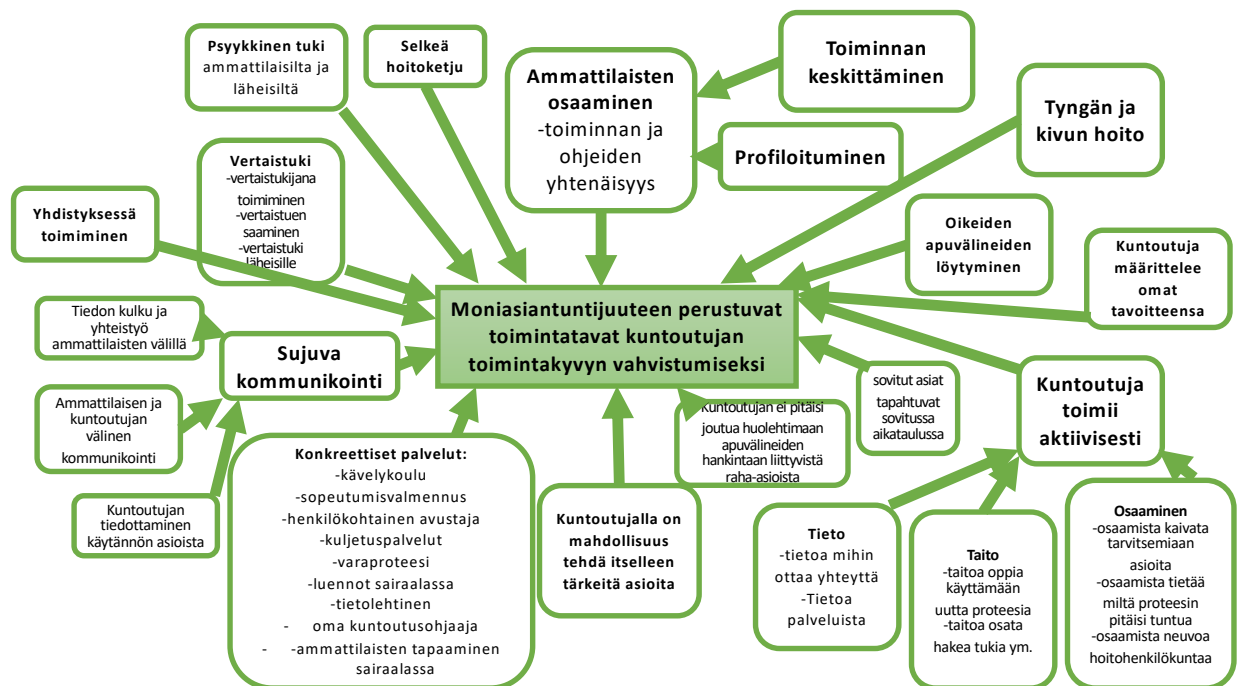 Psyykkinen tuki
ammattilaisilta ja
läheisiltä
Selkeä
hoitoketju
Ammattilaisten
osaaminen
-toiminnan ja
ohjeiden
yhtenäisyys
Toiminnan
keskittäminen
Profiloituminen
Tyngän ja
kivun hoito
Vertaistuki
-vertaistukijana
toimiminen
-vertaistuen
saaminen
-vertaistuki
läheisille
Yhdistyksessä
toimiminen
Oikeiden
apuvälineiden
löytyminen
Kuntoutuja
määrittelee
omat
tavoitteensa
Moniasiantuntijuuteen perustuvat
toimintatavat kuntoutujan
toimintakyvyn vahvistumiseksi
Tiedon kulku ja
yhteistyö
ammattilaisten välillä
Sujuva
kommunikointi
Ammattilaisen ja
kuntoutujan
välinen
kommunikointi
Kuntoutujan
tiedottaminen
käytännön asioista
Konkreettiset palvelut:
-kävelykoulu
-sopeutumisvalmennus
-henkilökohtainen avustaja
-kuljetuspalvelut
-varaproteesi
-luennot sairaalassa
-tietolehtinen
- oma kuntoutusohjaaja
- -ammattilaisten tapaaminen
sairaalassa
Kuntoutujalla on
mahdollisuus
tehdä itselleen
tärkeitä asioita
Kuntoutujan ei pitäisi
joutua huolehtimaan
apuvälineiden
hankintaan liittyvistä
raha-asioista
sovitut asiat
tapahtuvat
sovitussa
aikataulussa
Kuntoutuja
toimii
aktiivisesti
Tieto
-tietoa mihin
ottaa yhteyttä
-Tietoa
palveluista
Taito
-taitoa oppia
käyttämään
uutta proteesia
-taitoa osata
hakea tukia ym.
Osaaminen
-osaamista kaivata
tarvitsemiaan
asioita
-osaamista tietää
miltä proteesin
pitäisi tuntua
-osaamista neuvoa
hoitohenkilökuntaa